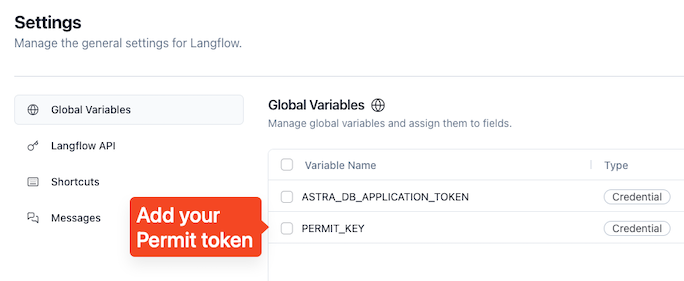 Settings
Manage the general settings for Langflow.
Global Variables
Langflow API
Shortcuts
Messages
Global Variables
Manage global variables and assign them to fields.
Variable Name Type
ASTRA_DB_APPLICATION_TOKEN Credential
PERMIT_KEY Credential
Add your
Permit token